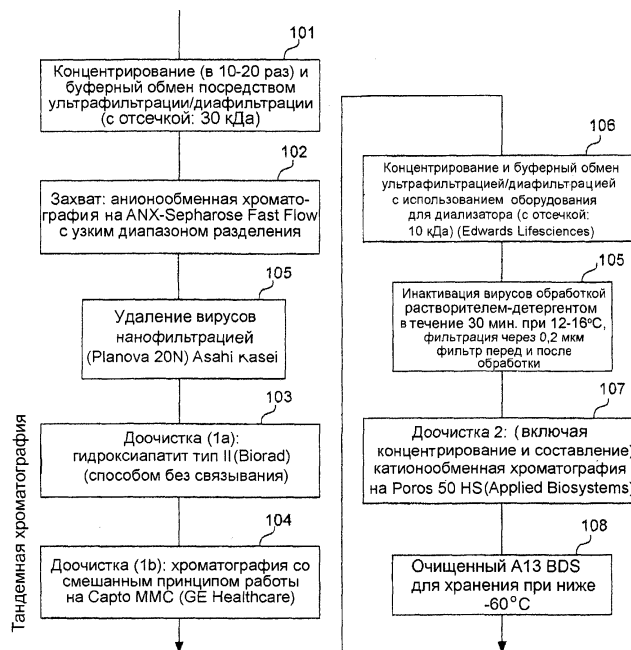 101
Концентрирование (в 10-20 раз) и
буферный обмен посредством
ультрафильтрации/диафильтрации
(с отсечкой: 30 кДа)
102
Захват: анионообменная хромато-
графия на ANX-Sepharose Fast Flow
с узким диапазоном разделения
105
Удаление вирусов
нанофильтрацией
(Planova 20N) Asahi Kasei
103
Доочистка (1a):
гидроксиапатит тип II (Biorad)
(способом без связывания)
104
Доочистка (1b): хроматография со
смешанным принципом работы
на Capto MMC (GE Healthcare)
Тандемная хроматография
106
Концентрирование и буферный обмен
ультрафильтрацией/диафильтрацией
с использованием оборудования
для диализатора (с отсечкой:
10 кДа) (Edwards Lifesciences)
105
Инактивация вирусов обработкой
растворителем-детергентом
в течение 30 мин. при 12-16°C,
фильтрация через 0,2 мкм
фильтр перед и после
обработки
107
Доочистка 2: (включая
концентрирование и составление)
катионообменная хроматография
на Poros 50 HS (Applied Biosystems)
108
Очищенный A13 BDS
для хранения при ниже
-60°C